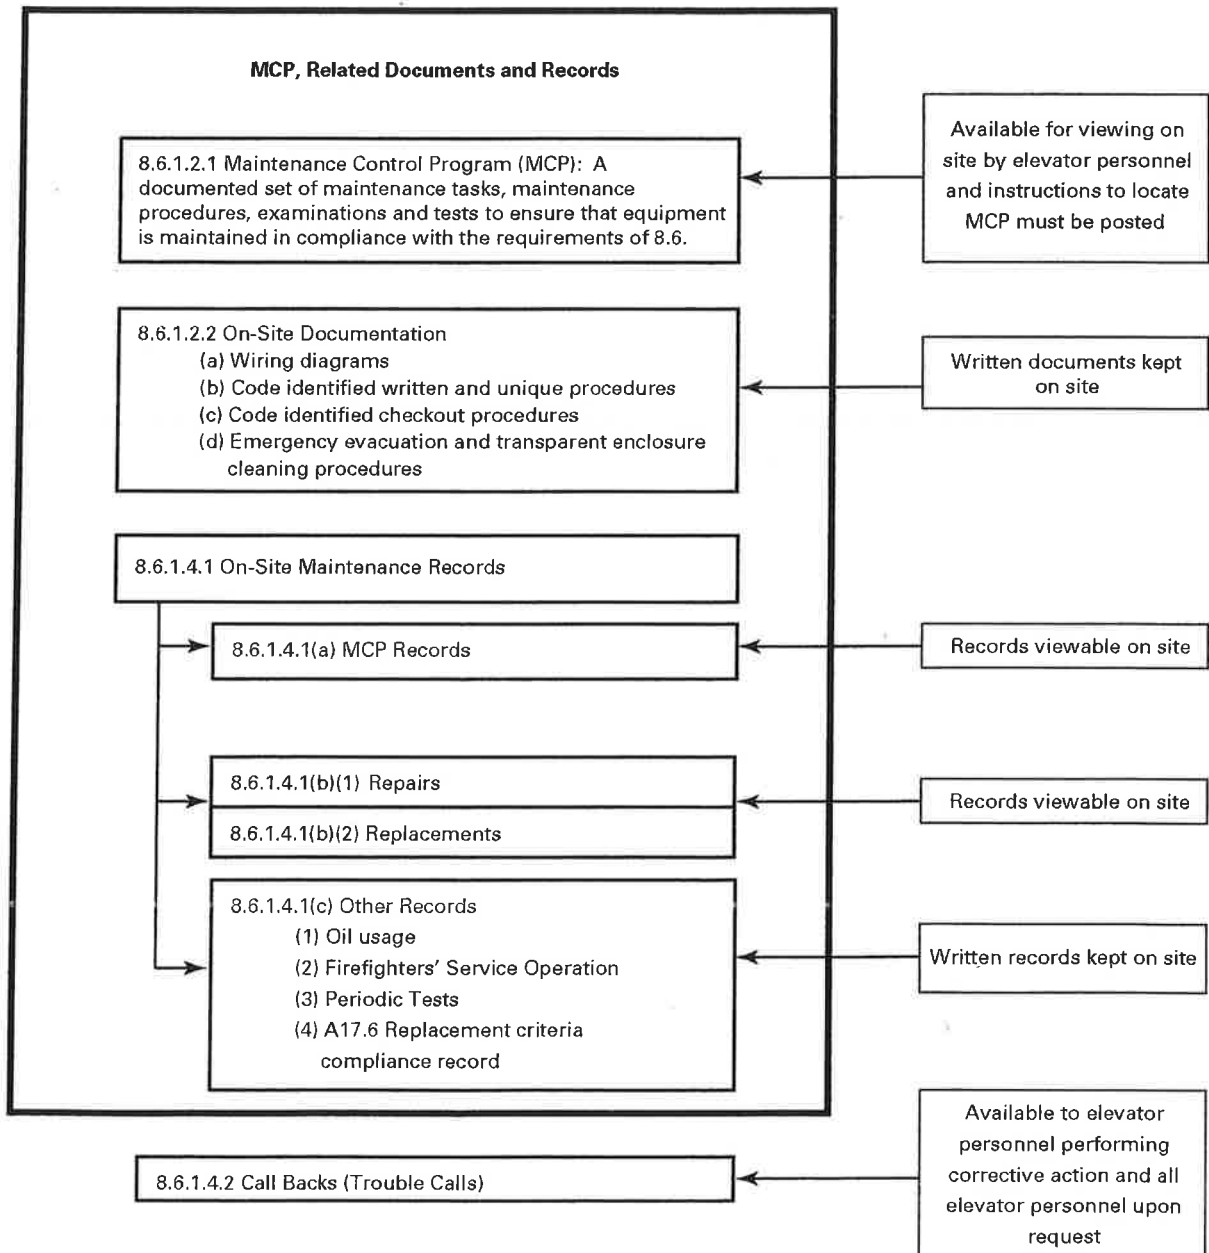 MCP, Related Documents and Records
8.6.1.2.1 Maintenance Control Program (MCP): A
documented set of maintenance tasks, maintenance
procedures, examinations and tests to ensure that equipment
is maintained in compliance with the requirements of 8.6.
Available for viewing on
site by elevator personnel
and instructions to locate
MCP must be posted
8.6.1.2.2 On-Site Documentation
(a) Wiring diagrams
(b) Code identified written and unique procedures
(c) Code identified checkout procedures
(d) Emergency evacuation and transparent enclosure
cleaning procedures
Written documents kept
on site
8.6.1.4.1 On-Site Maintenance Records
8.6.1.4.1(a) MCP Records
Records viewable on site
8.6.1.4.1(b)(1) Repairs
8.6.1.4.1(b)(2) Replacements
Records viewable on site
8.6.1.4.1(c) Other Records
(1) Oil usage
(2) Firefighters' Service Operation
(3) Periodic Tests
(4) A17.6 Replacement criteria
compliance record
Written records kept on site
8.6.1.4.2 Call Backs (Trouble Calls)
Available to elevator
personnel performing
corrective action and all
elevator personnel upon
request